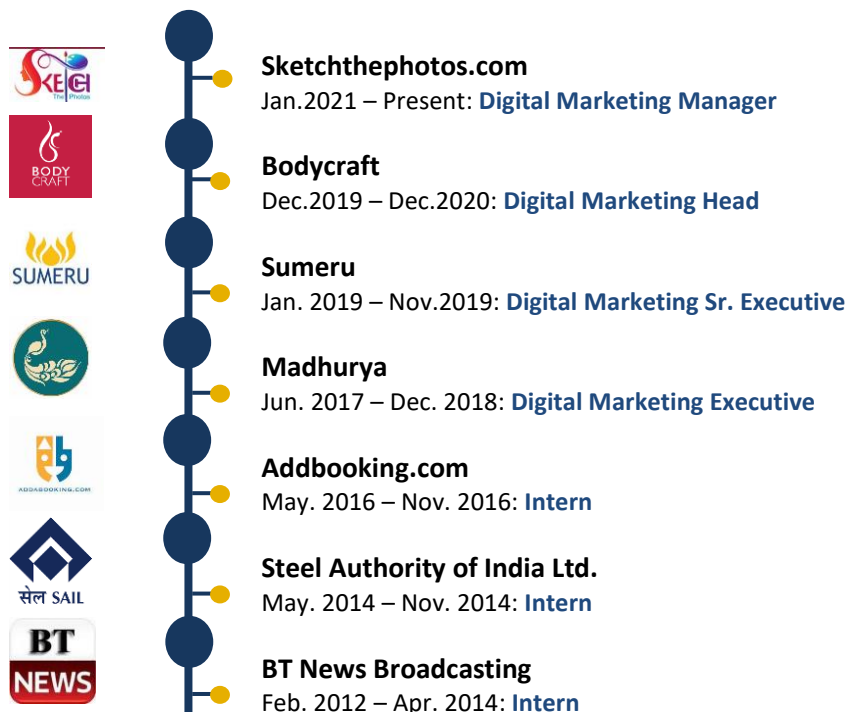 SKETCH
The Photos
Sketchthephotos.com
Jan.2021 – Present: Digital Marketing Manager
BODY
CRAFT
Bodycraft
Dec.2019 – Dec.2020: Digital Marketing Head
SUMERU
Sumeru
Jan. 2019 – Nov.2019: Digital Marketing Sr. Executive
Madhurya
Jun. 2017 – Dec. 2018: Digital Marketing Executive
ADDABOOKING.COM
Addbooking.com
May. 2016 – Nov. 2016: Intern
सेल SAIL
Steel Authority of India Ltd.
May. 2014 – Nov. 2014: Intern
BT
NEWS
BT News Broadcasting
Feb. 2012 – Apr. 2014: Intern